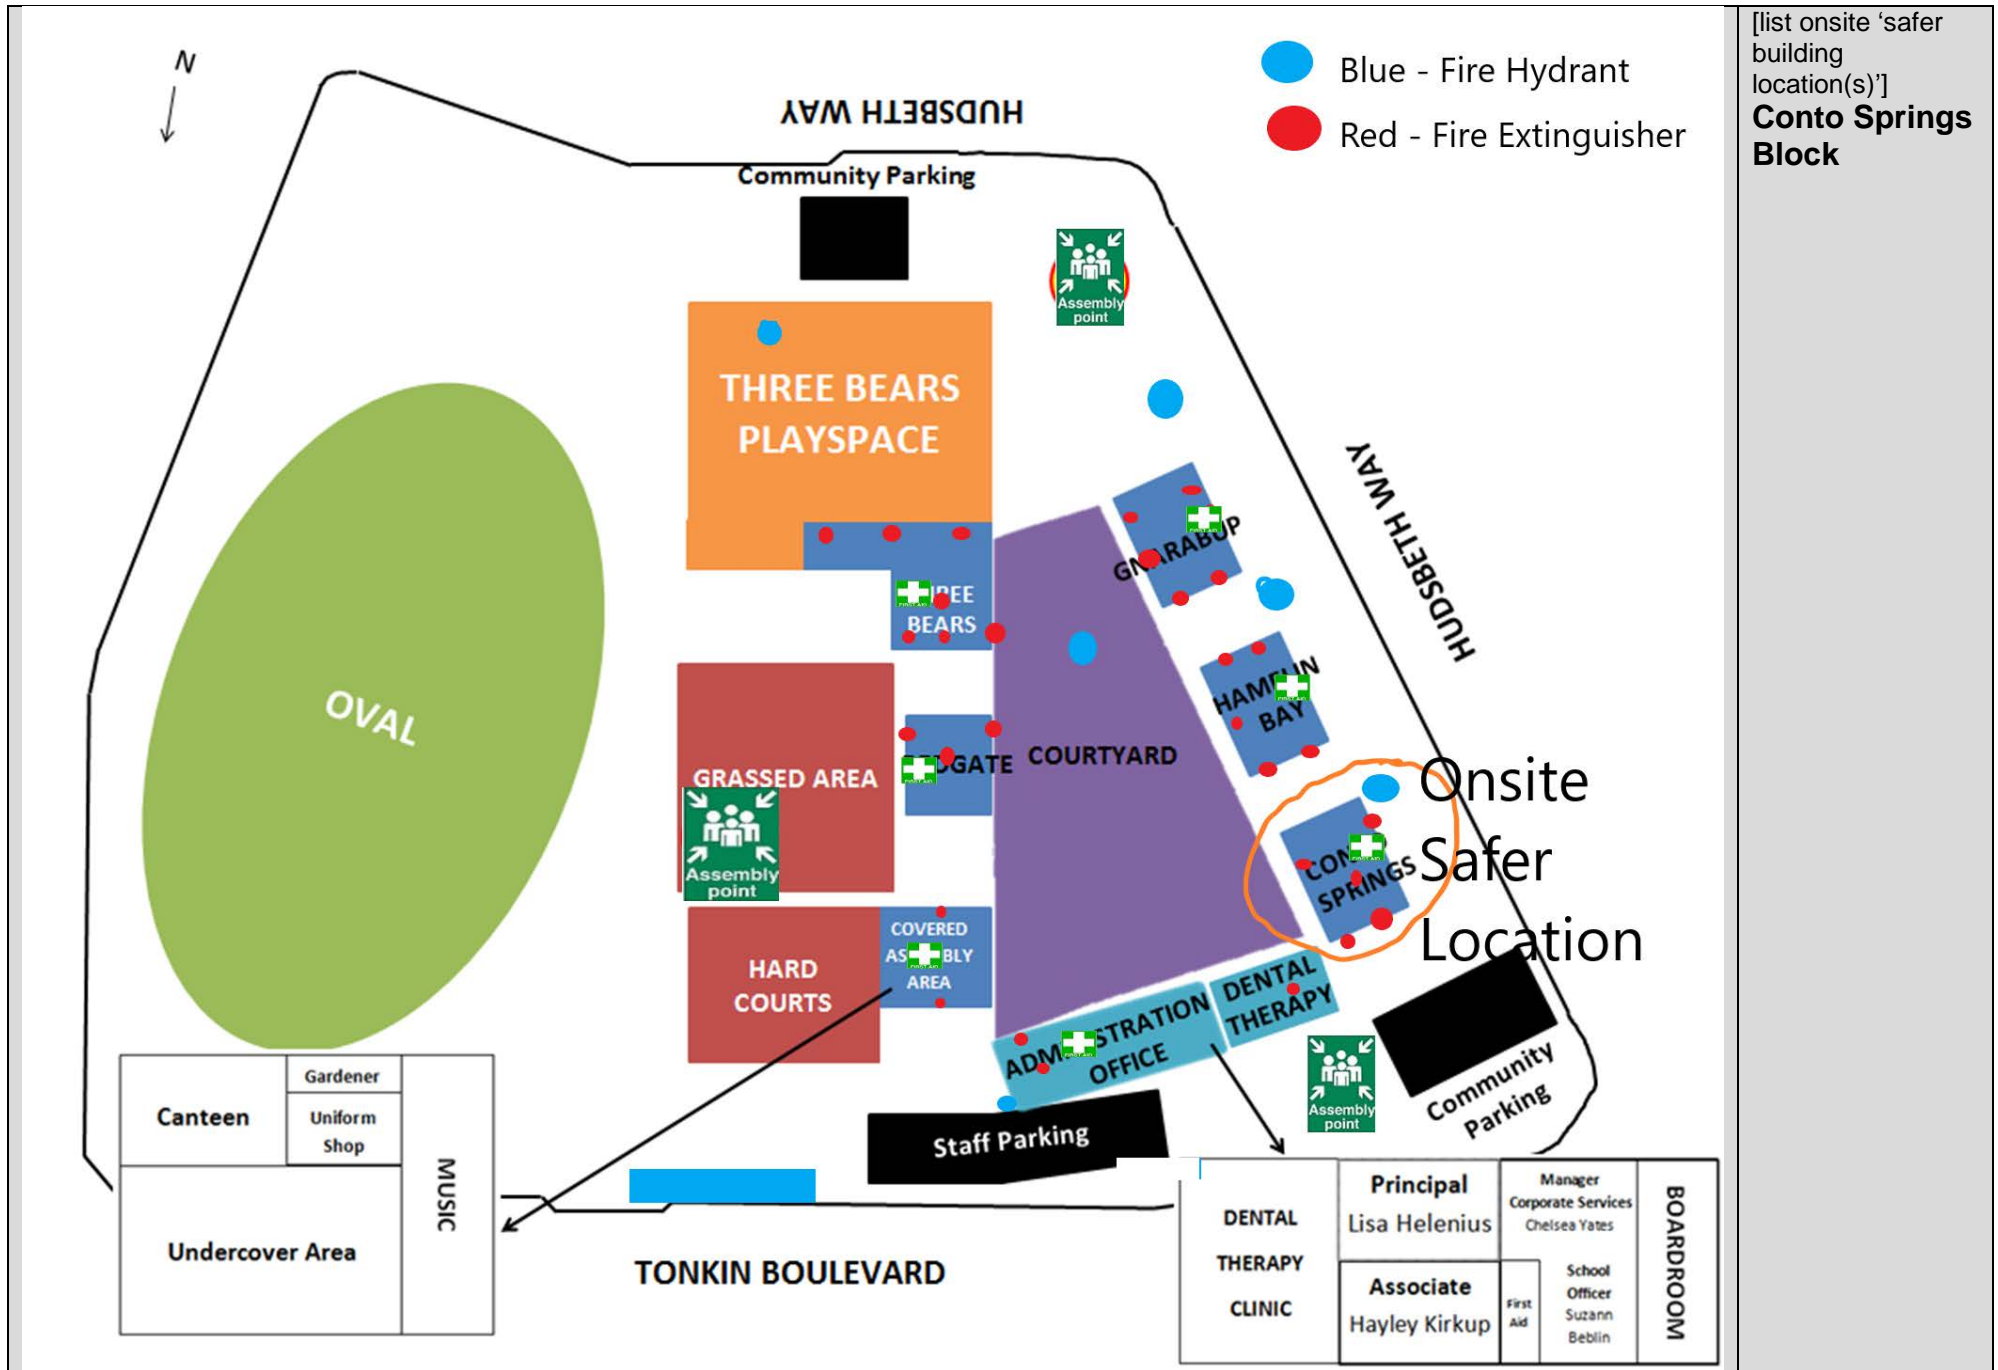 [list onsite ‘safer
building
location(s)’]
Conto Springs
Block
N
Blue - Fire Hydrant
Red - Fire Extinguisher
HUDSBETH WAY
Community Parking
Assembly
point
THREE BEARS
PLAYSPACE
HUDSBETH WAY
GNARABUP
BEARS
HAMELIN
BAY
OVAL
GRASSED AREA
COURTYARD
Assembly
point
Onsite
Safer
Location
SPRINGS
COVERED
AREA
HARD
COURTS
DENTAL
THERAPY
OFFICE
Assembly
point
Community
Parking
Staff Parking
Canteen
Gardener
Uniform
Shop
MUSIC
Undercover Area
TONKIN BOULEVARD
DENTAL
THERAPY
CLINIC
Principal
Lisa Helenius
Associate
Hayley Kirkup
Manager
Corporate Services
Chelsea Yates
First
Aid
School
Officer
Suzann
Beblin
BOARDROOM